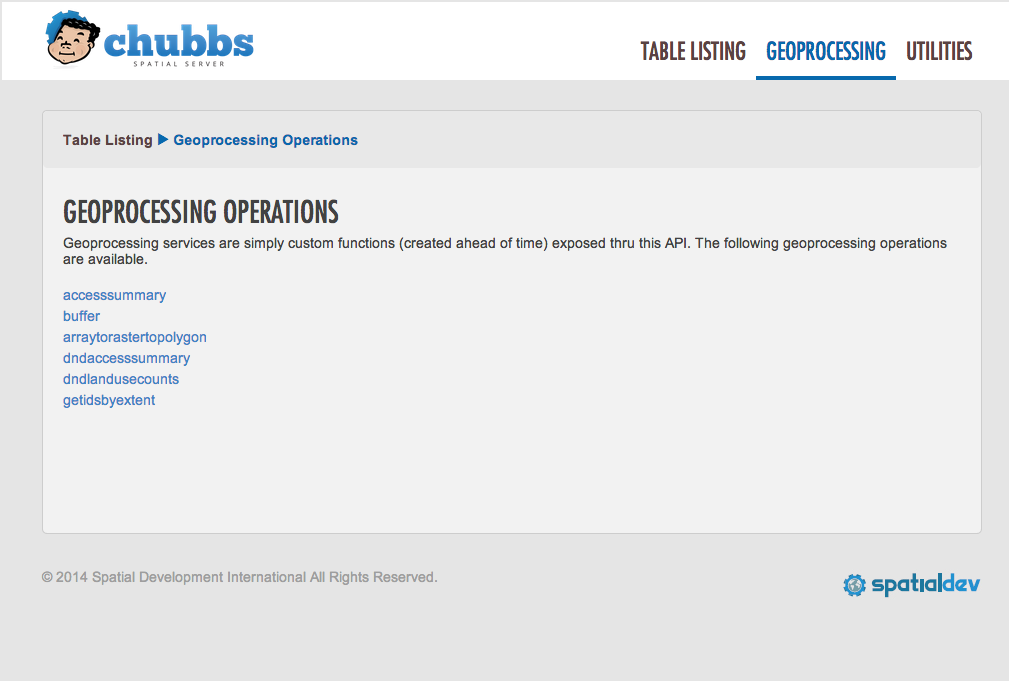 chubbs
SPATIAL SERVER
TABLE LISTING GEOPROCESSING UTILITIES
Table Listing ▶ Geoprocessing Operations
GEOPROCESSING OPERATIONS
Geoprocessing services are simply custom functions (created ahead of time) exposed thru this API. The following geoprocessing operations
are available.
accesssummary
buffer
arraytorastertopolygon
dndaccesssummary
dndlandusecounts
getidsbyextent
© 2014 Spatial Development International All Rights Reserved.
spatialdev